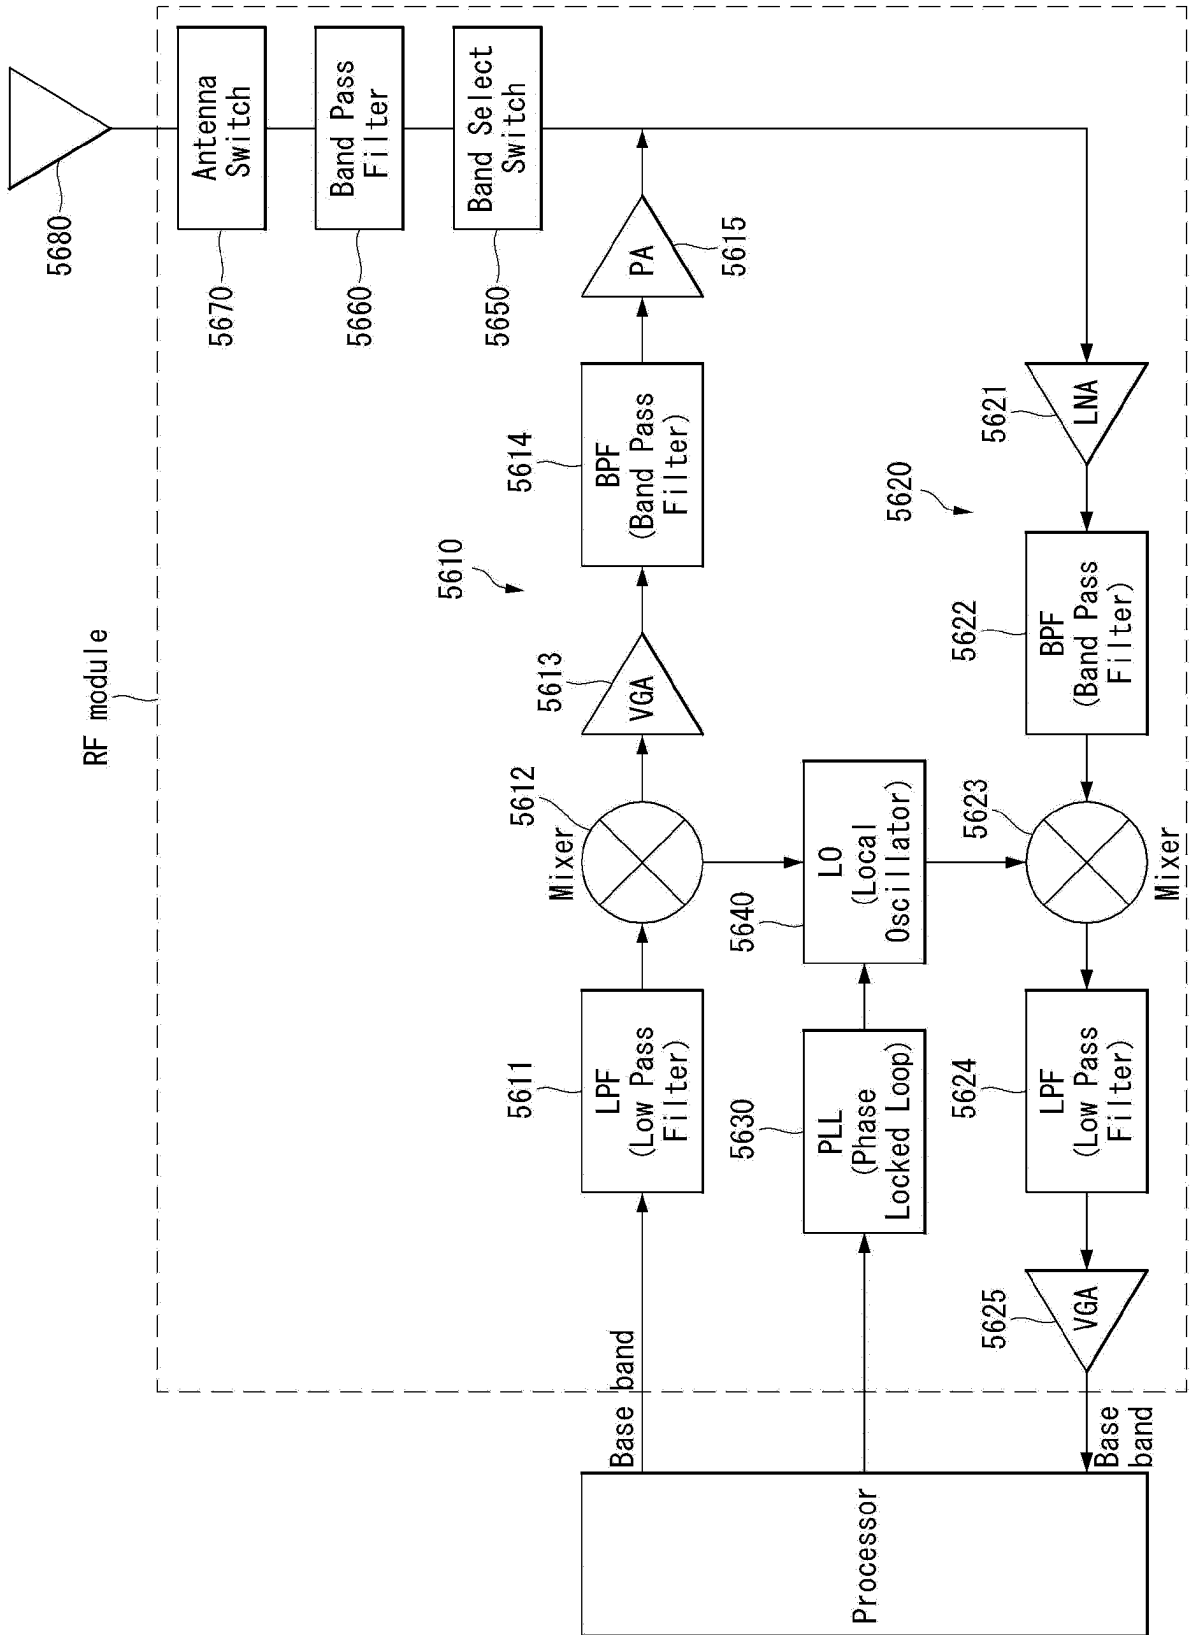 RF module
5680
Antenna
Switch
5670
Band Pass
Filter
5660
Band Select
Switch
5650
Processor
Base band
5611
LPF
(Low Pass
Filter)
Mixer
5612
5613
VGA
5610
5614
BPF
(Band Pass
Filter)
PA
5615
5630
PLL
(Phase
Locked Loop)
5640
LO
(Local
Oscillator)
5620
5621
LNA
5622
BPF
(Band Pass
Filter)
5623
Mixer
5624
LPF
(Low Pass
Filter)
5625
VGA
Base
band